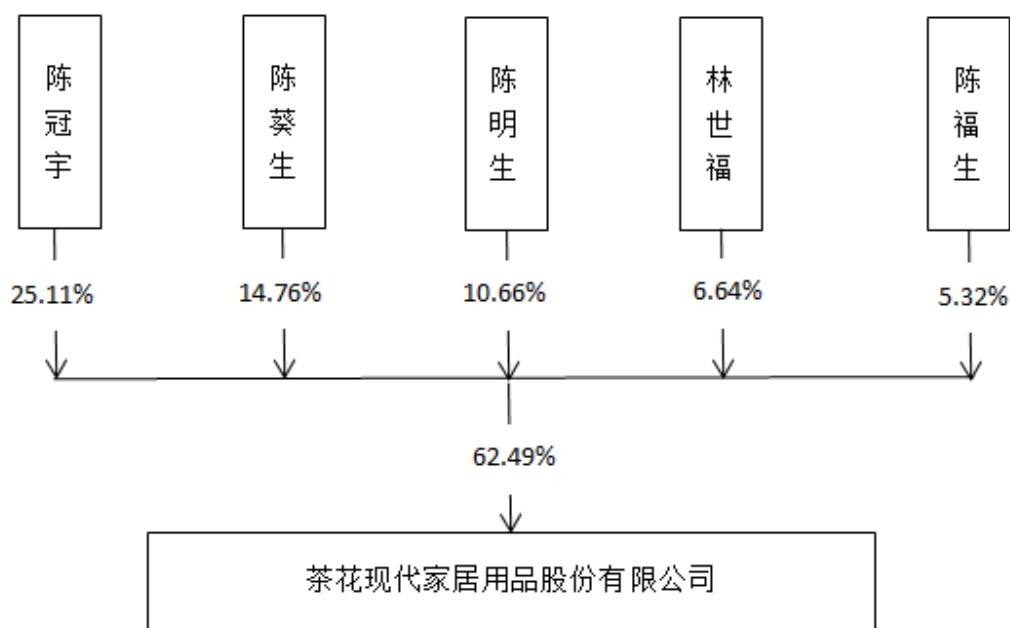 陈冠宇
陈葵生
陈明生
林世福
陈福生
25.11%
14.76%
10.66%
6.64%
5.32%
62.49%
茶花现代家居用品股份有限公司